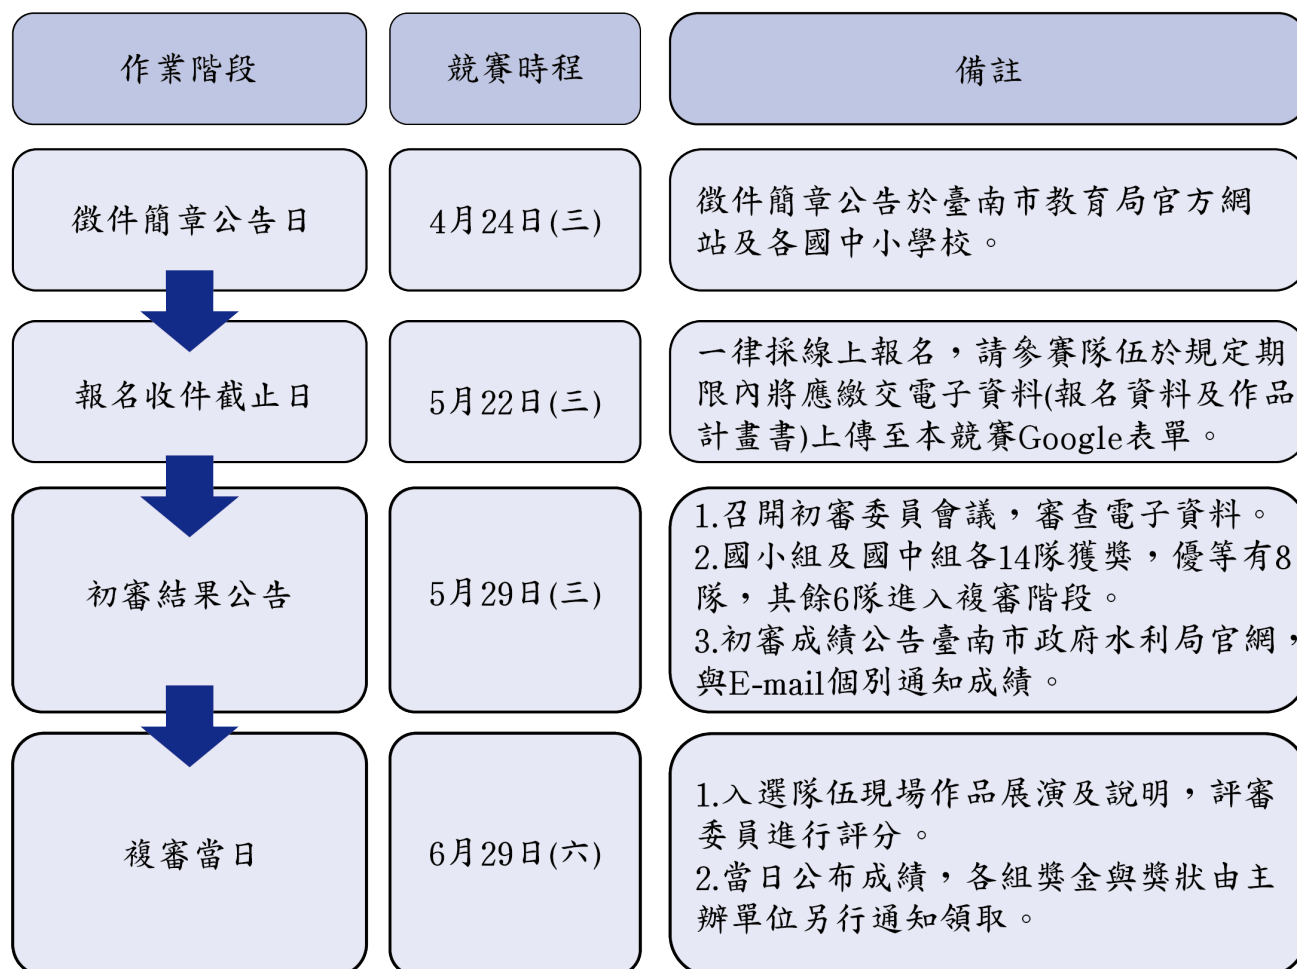 作業階段
競賽時程
備註
徵件簡章公告日
4月24日(三)
徵件簡章公告於臺南市教育局官方網
站及各國中小學校。
報名收件截止日
5月22日(三)
一律採線上報名，請參賽隊伍於規定期
限內將應繳交電子資料(報名資料及作品
計畫書)上傳至本競賽Google表單。
初審結果公告
5月29日(三)
1.召開初審委員會議，審查電子資料。
2.國小組及國中組各14隊獲獎，優等有8
隊，其餘6隊進入複審階段。
3.初審成績公告臺南市政府水利局官網，
與E-mail個別通知成績。
複審當日
6月29日(六)
1.入選隊伍現場作品展演及說明，評審
委員進行評分。
2.當日公布成績，各組獎金與獎狀由主
辦單位另行通知領取。